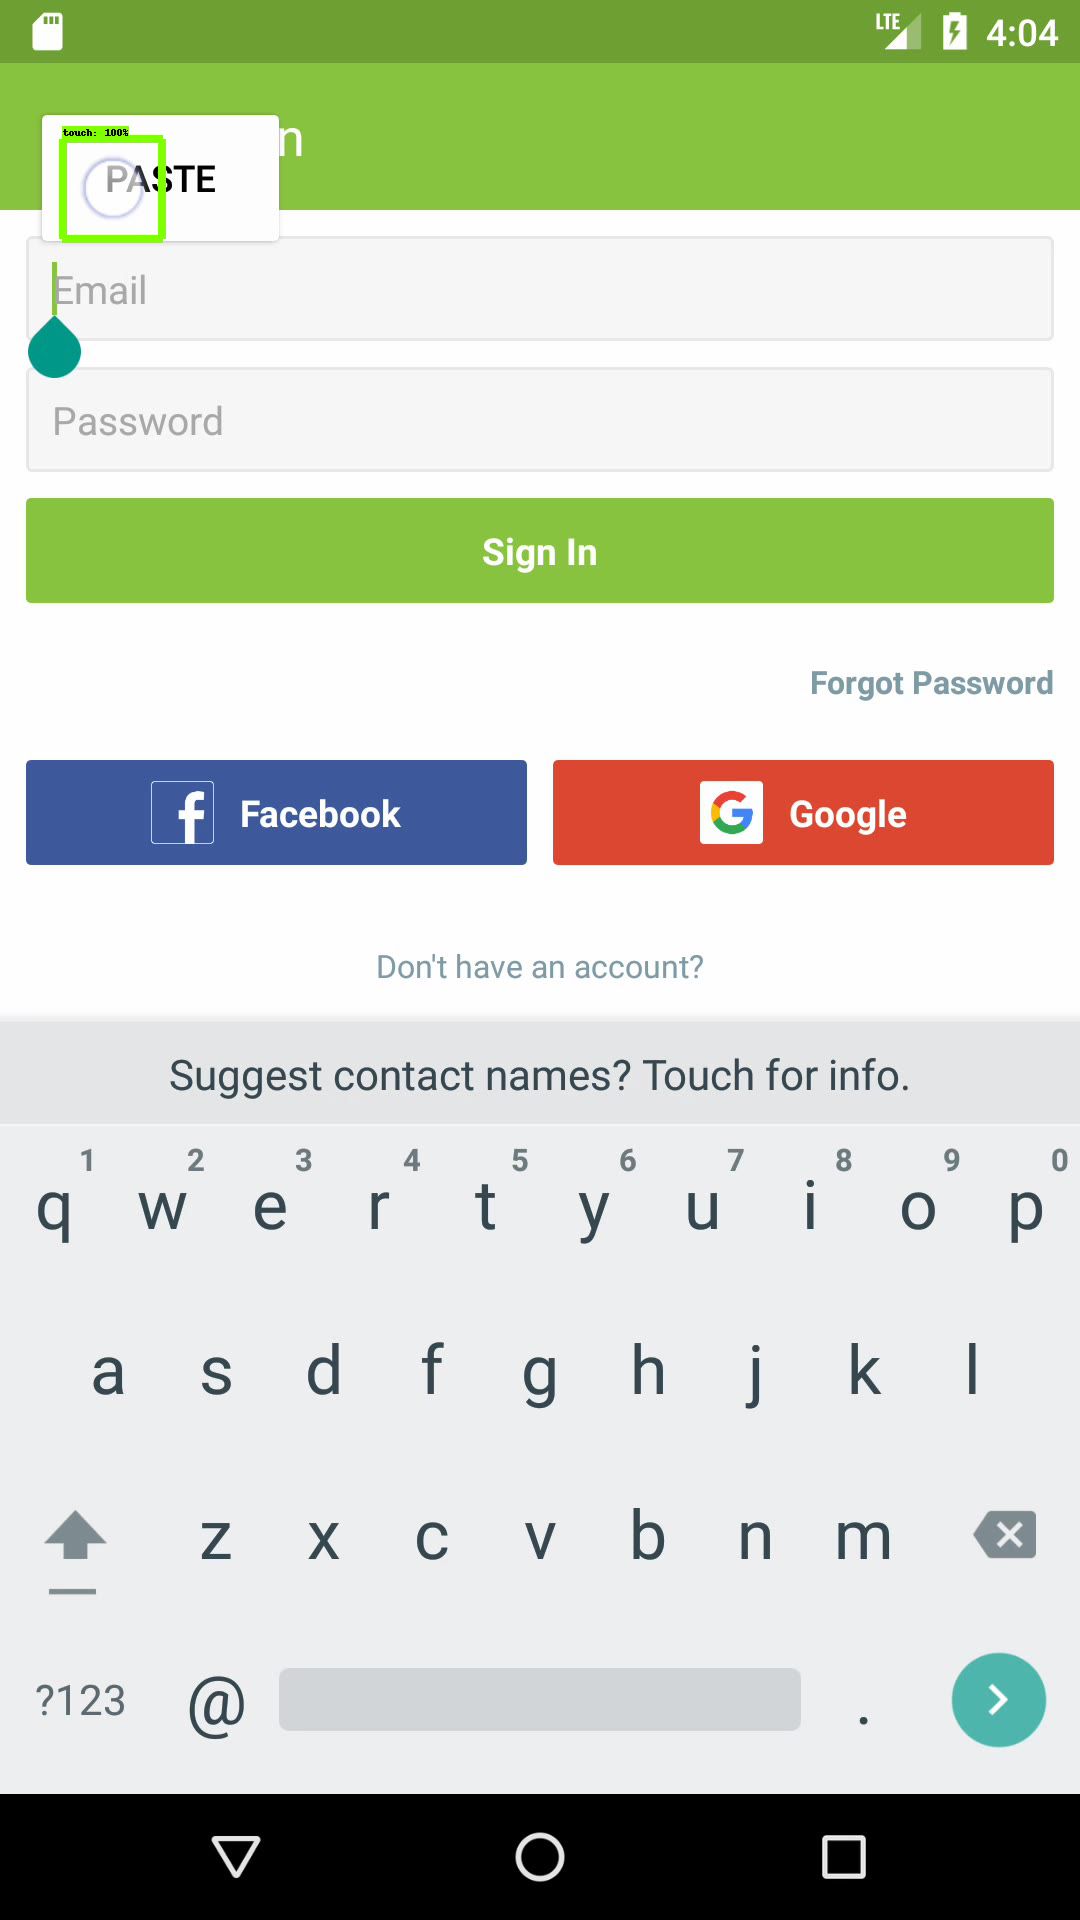 LTE 4:04
n
touch: 100%
PASTE
Email
Password
Sign In
Forgot Password
Facebook Google
Don't have an account?
Suggest contact names? Touch for info.
1 2 3 4 5 6 7 8 9 0
q w e r t y u i o p
a s d f g h j k l
z x c v b n m
?123 @ .